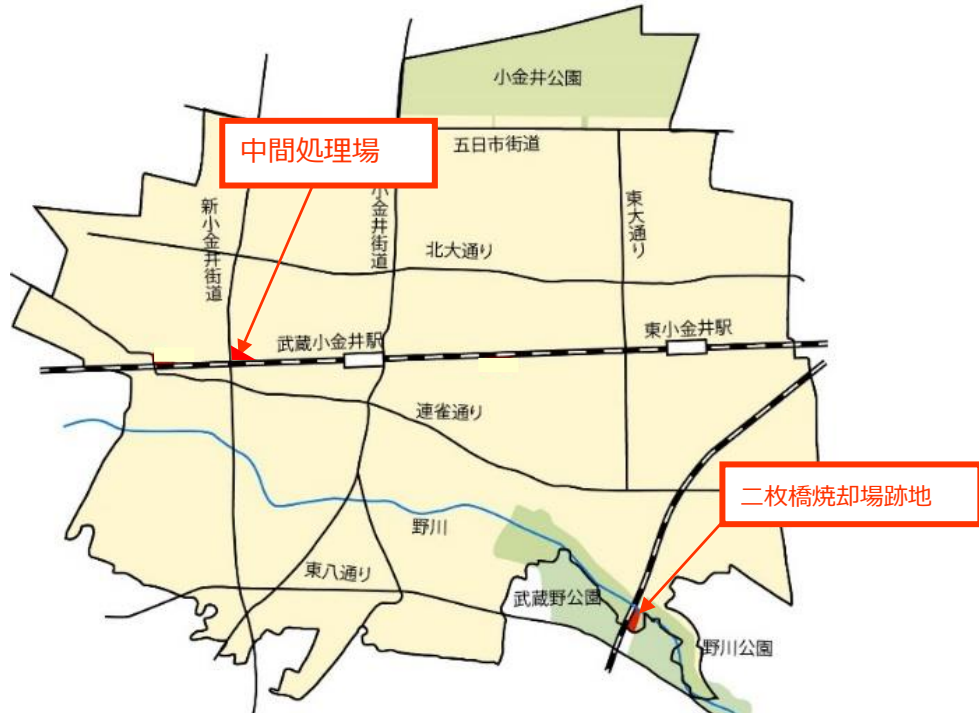 小金井公園
中間処理場
五日市街道
新小金井街道
小金井街道
東大通り
北大通り
武蔵小金井駅
東小金井駅
連雀通り
二枚橋焼却場跡地
野川
東八通り
武蔵野公園
野川公園